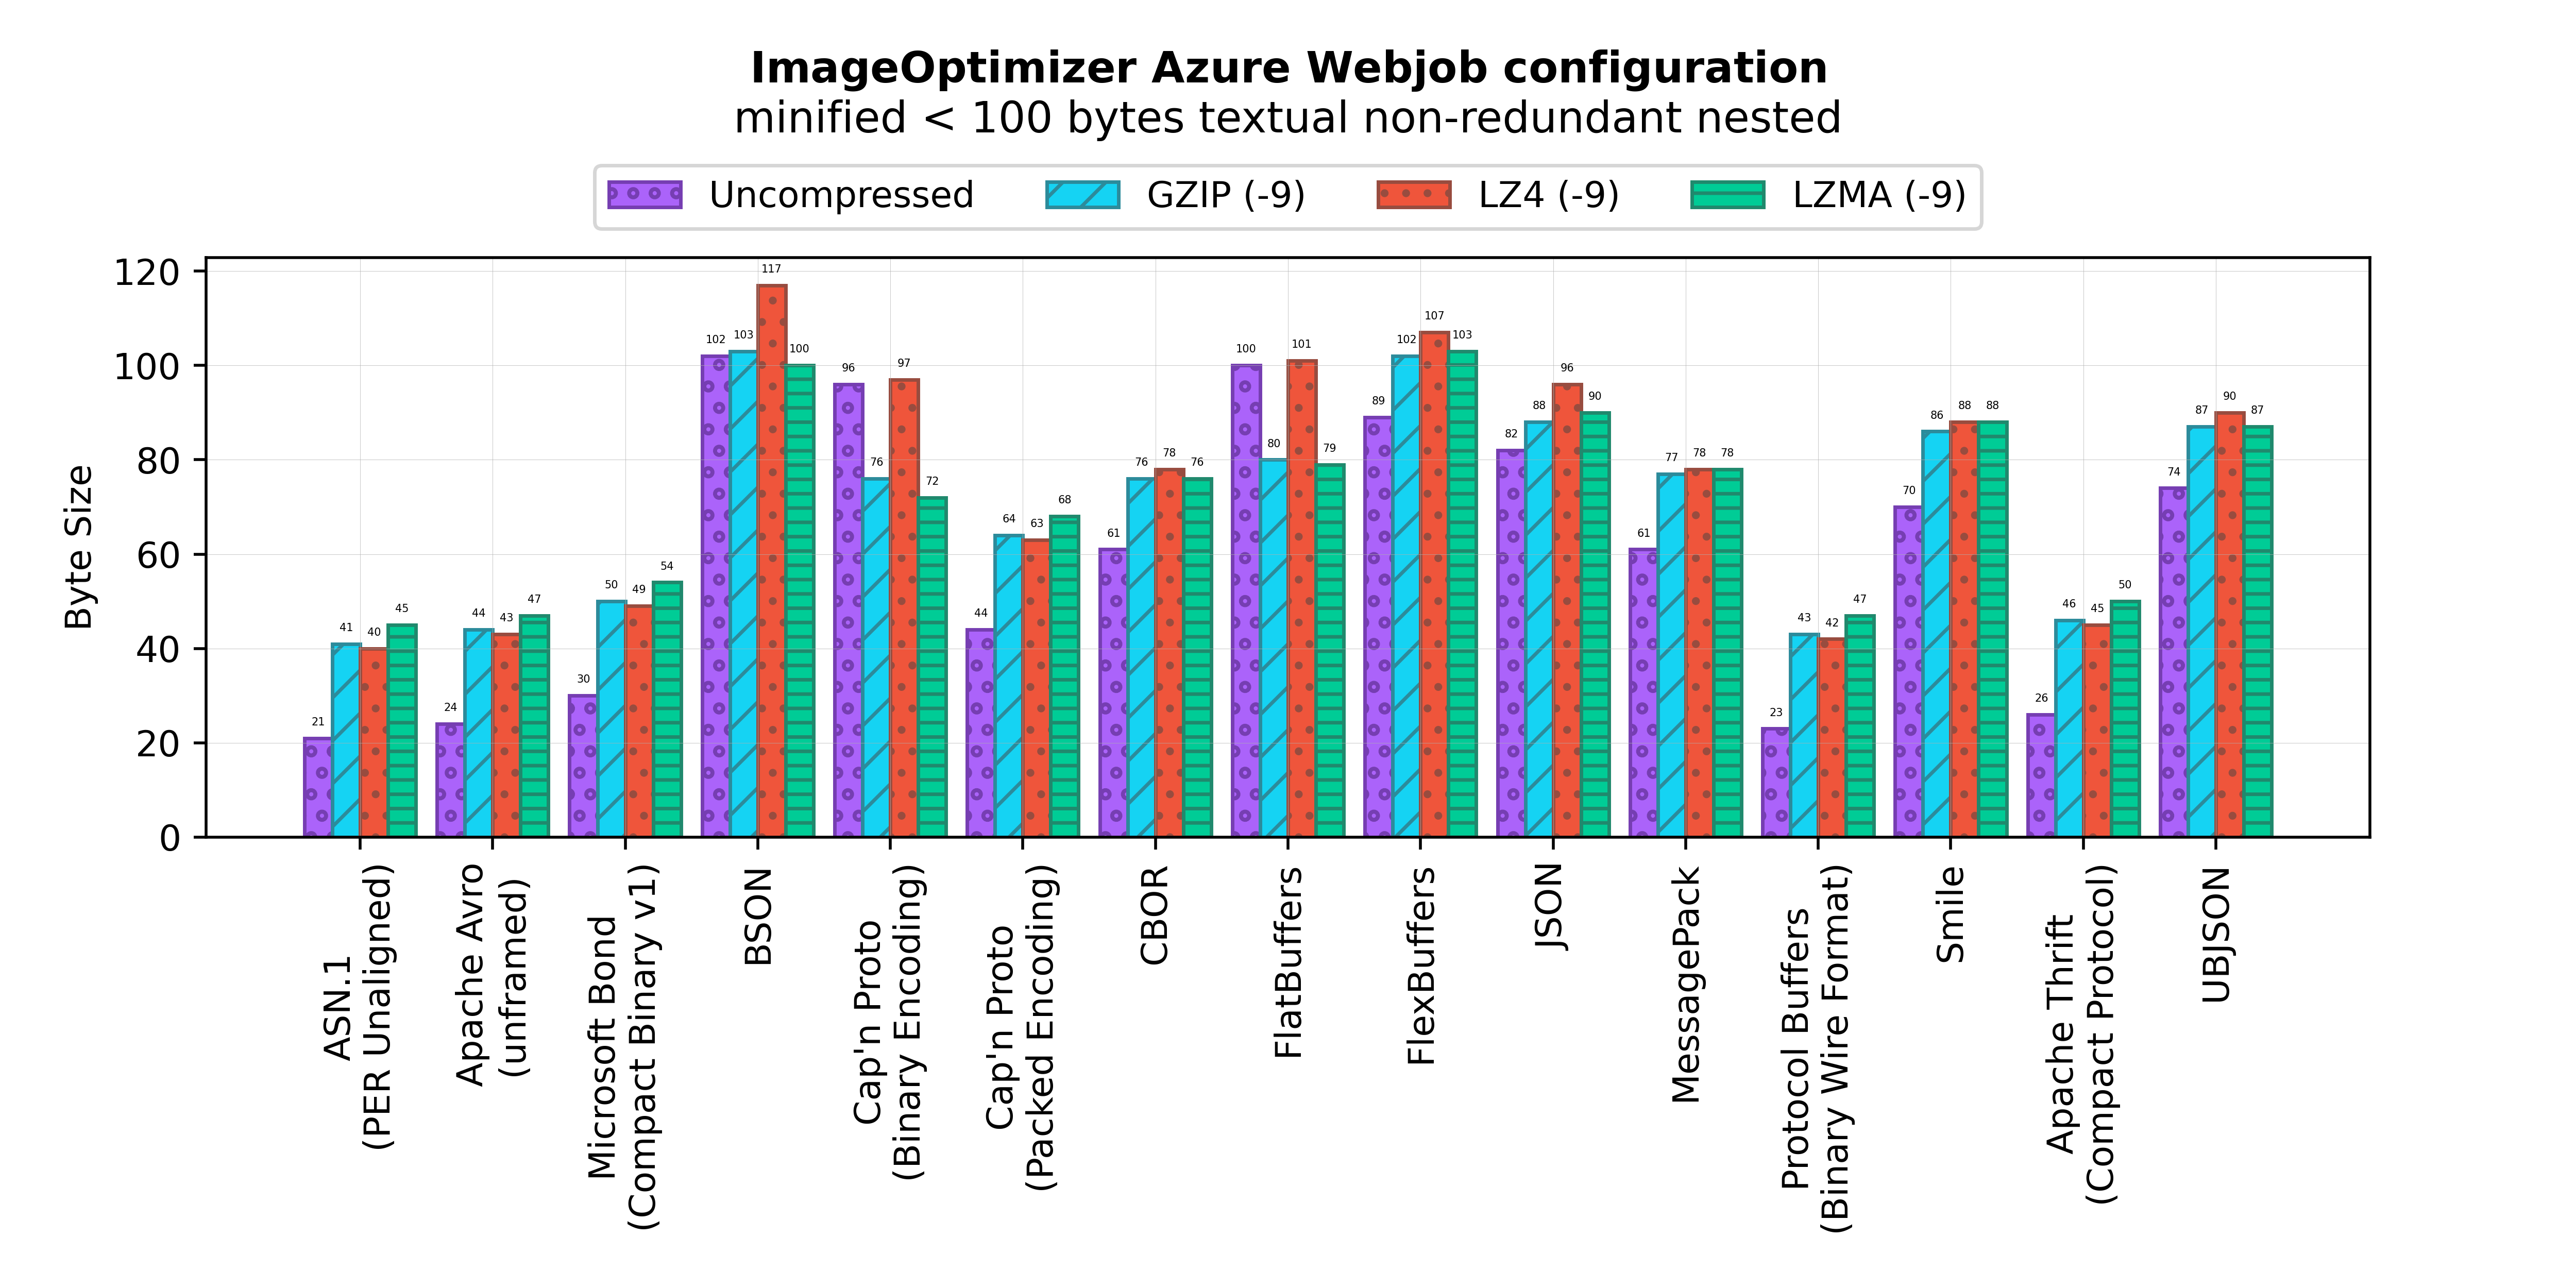 ImageOptimizer Azure Webjob configuration
minified < 100 bytes textual non-redundant nested
Uncompressed
GZIP (-9)
LZ4 (-9)
LZMA (-9)
Byte Size
120
100
80
60
40
20
0
21
41
40
45
24
44
43
47
30
50
49
54
102
103
117
100
96
76
97
72
44
64
63
68
61
76
78
76
100
80
101
79
89
102
107
103
82
88
96
90
61
77
78
78
23
43
42
47
70
86
88
88
26
46
45
50
74
87
90
87
ASN.1
(PER Unaligned)
Apache Avro
(unframed)
Microsoft Bond
(Compact Binary v1)
BSON
Cap'n Proto
(Binary Encoding)
Cap'n Proto
(Packed Encoding)
CBOR
FlatBuffers
FlexBuffers
JSON
MessagePack
Protocol Buffers
(Binary Wire Format)
Smile
Apache Thrift
(Compact Protocol)
UBJSON